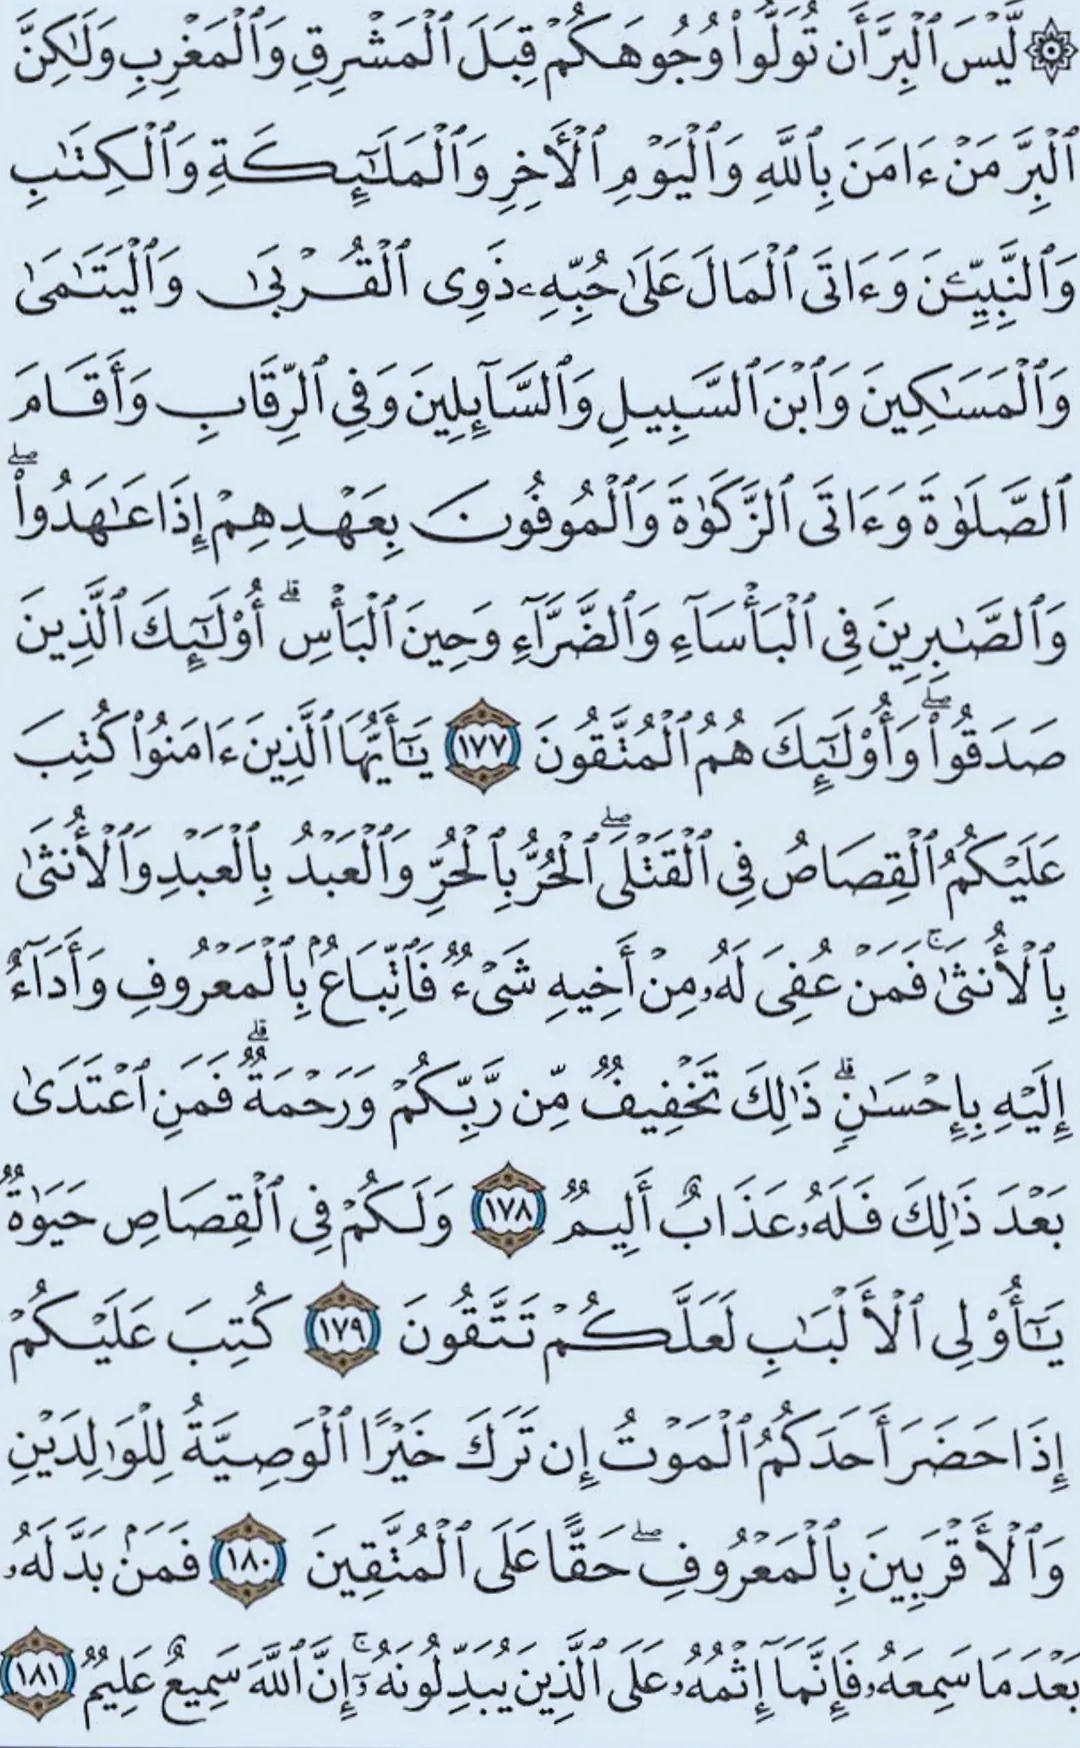 ۞ لَّيْسَ ٱلْبِرَّ أَن تُوَلُّوا۟ وُجُوهَكُمْ قِبَلَ ٱلْمَشْرِقِ وَٱلْمَغْرِبِ وَلَٰكِنَّ
ٱلْبِرَّ مَنْ ءَامَنَ بِٱللَّهِ وَٱلْيَوْمِ ٱلْأَخِرِ وَٱلْمَلَٰٓئِكَةِ وَٱلْكِتَٰبِ
وَٱلنَّبِيِّـۧنَ وَءَاتَى ٱلْمَالَ عَلَىٰ حُبِّهِۦ ذَوِى ٱلْقُرْبَىٰ وَٱلْيَتَٰمَىٰ
وَٱلْمَسَٰكِينَ وَٱبْنَ ٱلسَّبِيلِ وَٱلسَّآئِلِينَ وَفِى ٱلرِّقَابِ وَأَقَامَ
ٱلصَّلَوٰةَ وَءَاتَى ٱلزَّكَوٰةَ وَٱلْمُوفُونَ بِعَهْدِهِمْ إِذَا عَٰهَدُوا۟ ۖ
وَٱلصَّٰبِرِينَ فِى ٱلْبَأْسَآءِ وَٱلضَّرَّآءِ وَحِينَ ٱلْبَأْسِ ۗ أُو۟لَٰٓئِكَ ٱلَّذِينَ
صَدَقُوا۟ ۖ وَأُو۟لَٰٓئِكَ هُمُ ٱلْمُتَّقُونَ ١٧٧ يَٰٓأَيُّهَا ٱلَّذِينَ ءَامَنُوا۟ كُتِبَ
عَلَيْكُمُ ٱلْقِصَاصُ فِى ٱلْقَتْلَى ۖ ٱلْحُرُّ بِٱلْحُرِّ وَٱلْعَبْدُ بِٱلْعَبْدِ وَٱلْأُنثَىٰ
بِٱلْأُنثَىٰ ۚ فَمَنْ عُفِىَ لَهُۥ مِنْ أَخِيهِ شَىْءٌ فَٱتِّبَاعٌۢ بِٱلْمَعْرُوفِ وَأَدَآءٌ
إِلَيْهِ بِإِحْسَٰنٍ ۗ ذَٰلِكَ تَخْفِيفٌ مِّن رَّبِّكُمْ وَرَحْمَةٌ ۗ فَمَنِ ٱعْتَدَىٰ
بَعْدَ ذَٰلِكَ فَلَهُۥ عَذَابٌ أَلِيمٌ ١٧٨ وَلَكُمْ فِى ٱلْقِصَاصِ حَيَوٰةٌ
يَٰٓأُو۟لِى ٱلْأَلْبَٰبِ لَعَلَّكُمْ تَتَّقُونَ ١٧٩ كُتِبَ عَلَيْكُمْ
إِذَا حَضَرَ أَحَدَكُمُ ٱلْمَوْتُ إِن تَرَكَ خَيْرًا ٱلْوَصِيَّةُ لِلْوَٰلِدَيْنِ
وَٱلْأَقْرَبِينَ بِٱلْمَعْرُوفِ ۖ حَقًّا عَلَى ٱلْمُتَّقِينَ ١٨٠ فَمَنۢ بَدَّلَهُۥ
بَعْدَ مَا سَمِعَهُۥ فَإِنَّمَآ إِثْمُهُۥ عَلَى ٱلَّذِينَ يُبَدِّلُونَهُۥٓ ۚ إِنَّ ٱللَّهَ سَمِيعٌ عَلِيمٌ ١٨١